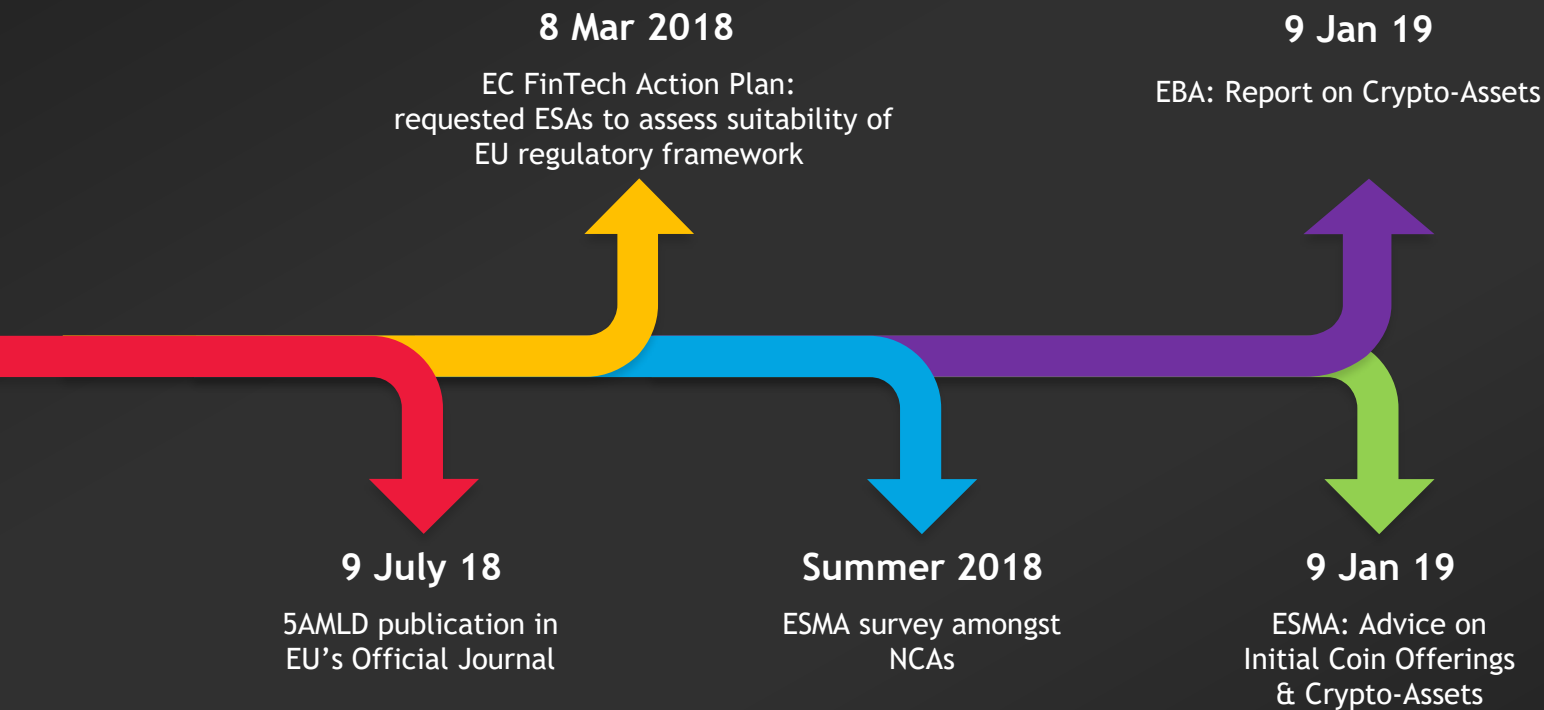 8 Mar 2018
EC FinTech Action Plan:
requested ESAs to assess suitability of
EU regulatory framework
9 Jan 19
EBA: Report on Crypto-Assets
9 July 18
5AMLD publication in
EU’s Official Journal
Summer 2018
ESMA survey amongst
NCAs
9 Jan 19
ESMA: Advice on
Initial Coin Offerings
& Crypto-Assets